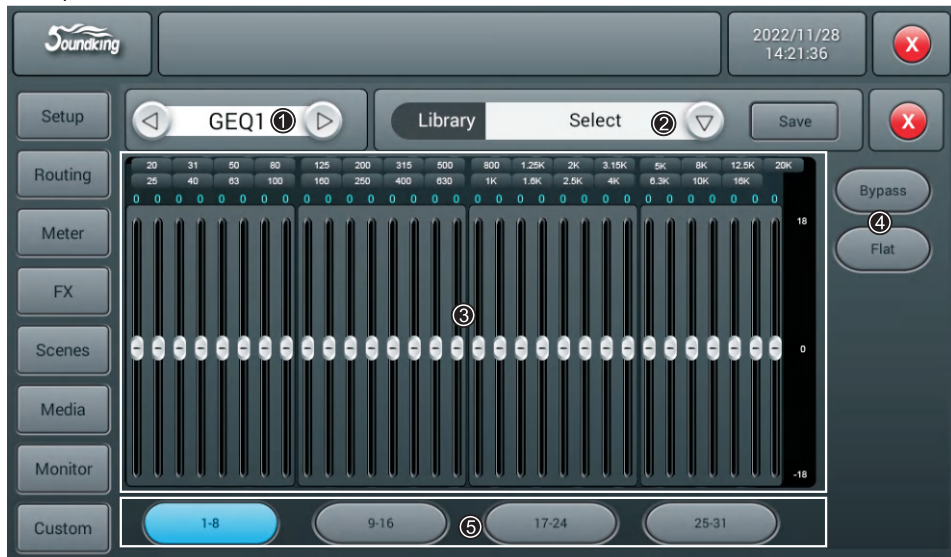 Soundking
2022/11/28
14:21:36
X
Setup
GEQ1 ①
Library
Select ②
Save
X
Routing
20 31 50 80 125 200 315 500 800 1.25K 2K 3.15K 5K 8K 12.5K 20K
25 40 63 100 160 250 400 630 1K 1.6K 2.5K 4K 6.3K 10K 16K
0 0 0 0 0 0 0 0 0 0 0 0 0 0 0 0 0 0 0 0 0 0 0 0 0 0 0 0 0 0 0
Bypass
④
Flat
18
Meter
FX
③
Scenes
0
Media
Monitor
-18
Custom
1-8
9-16
⑤
17-24
25-31